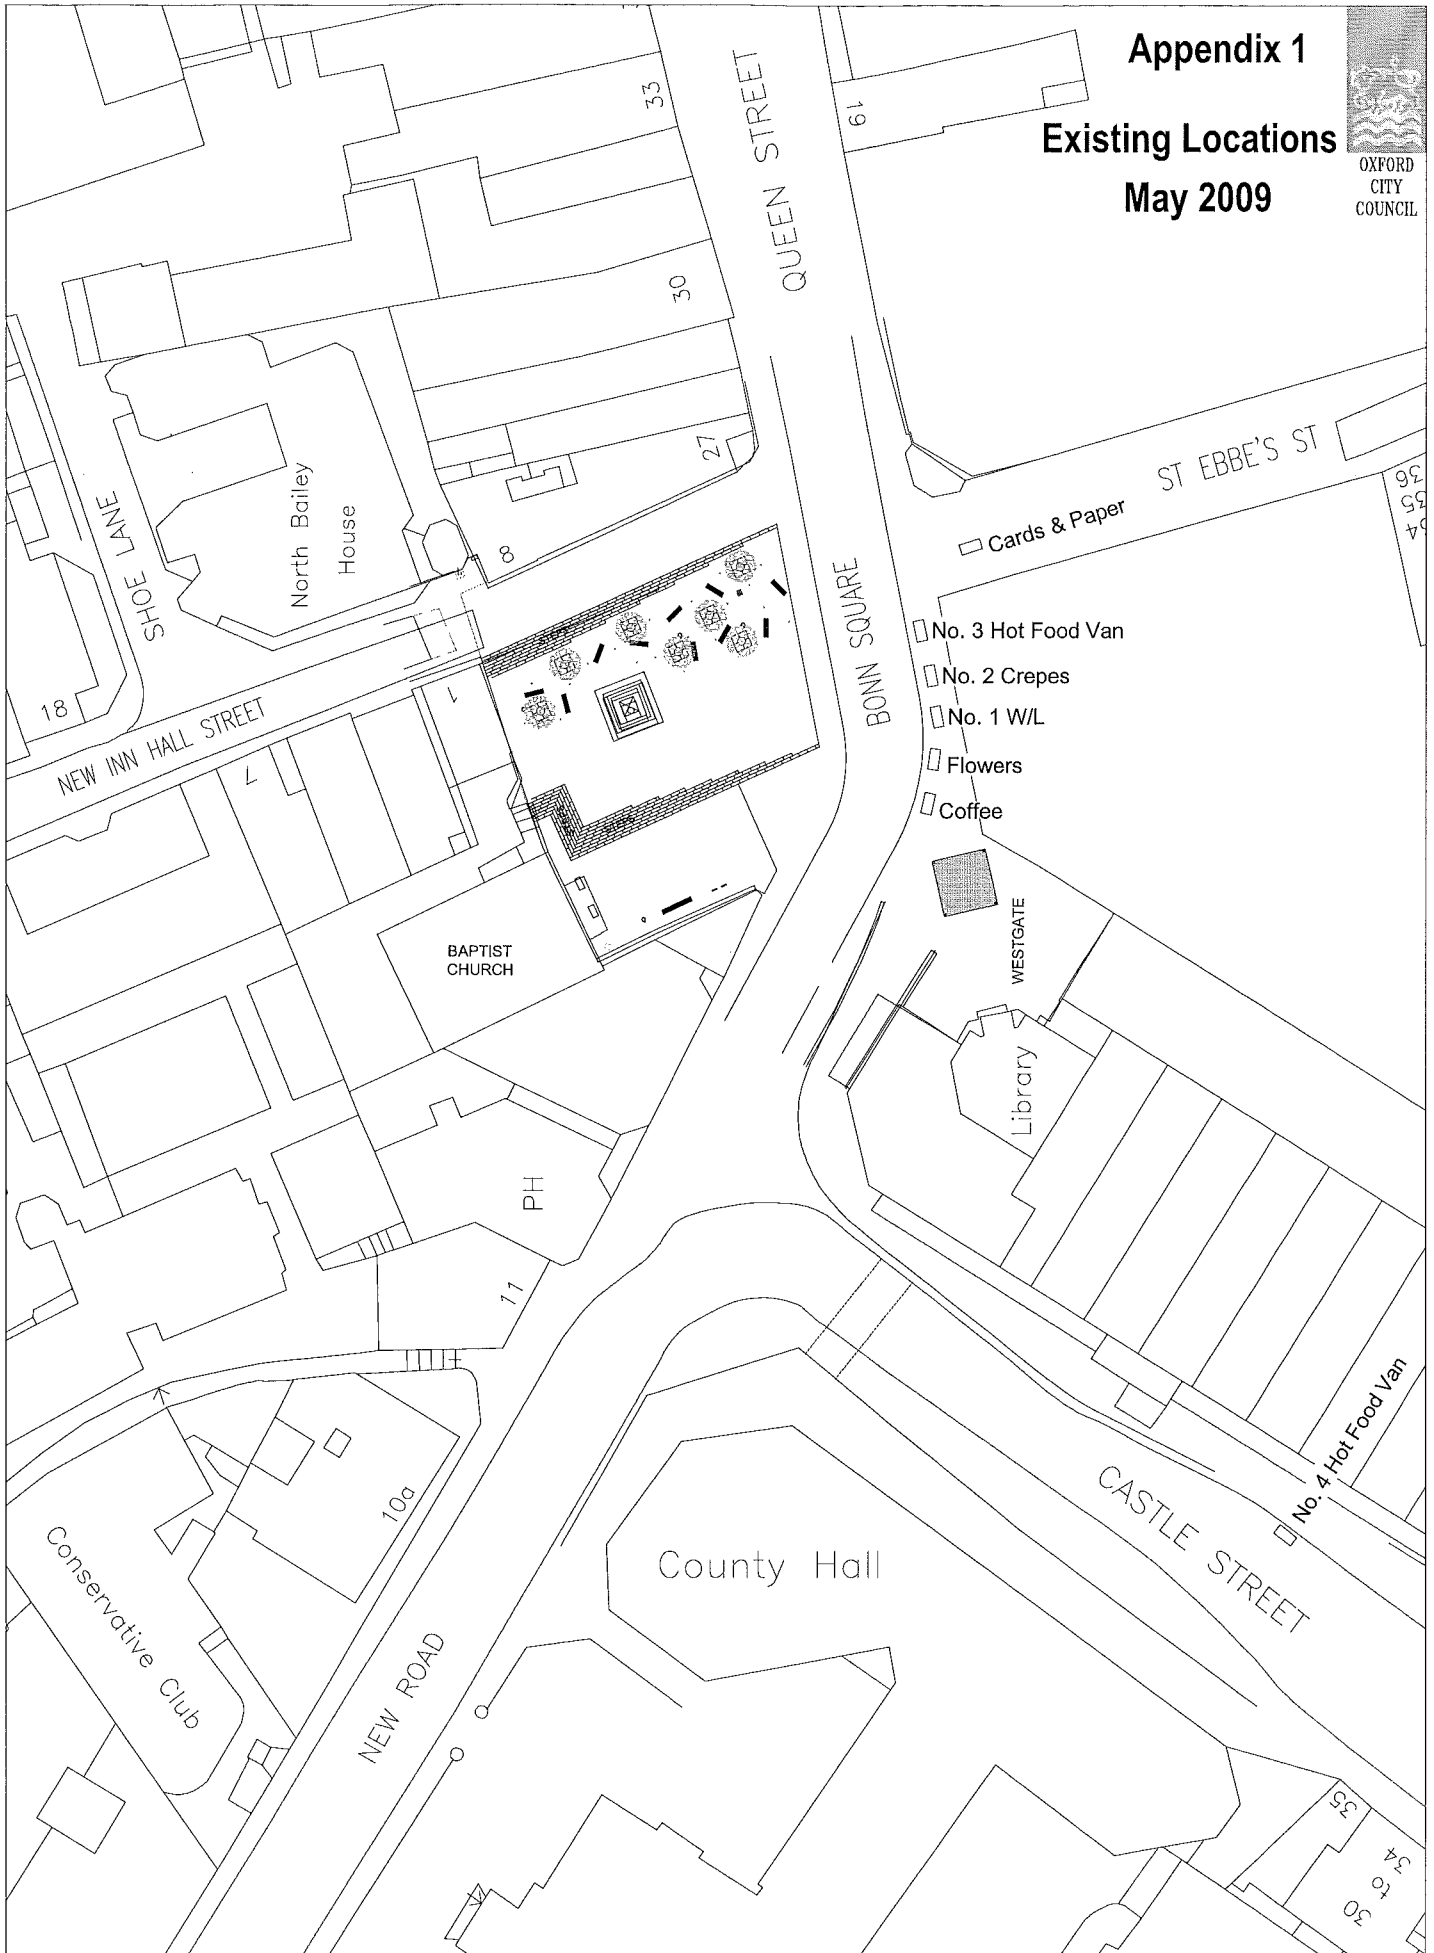 Appendix 1
Existing Locations
May 2009
OXFORD
CITY
COUNCIL
QUEEN STREET
33
19
30
27
ST EBBE'S ST
36
35
34
Cards & Paper
North Bailey
House
SHOE LANE
8
18
NEW INN HALL STREET
1
7
BONN SQUARE
No. 3 Hot Food Van
No. 2 Crepes
No. 1 W/L
Flowers
Coffee
BAPTIST
CHURCH
WESTGATE
Library
PH
11
10a
Conservative Club
NEW ROAD
County Hall
CASTLE STREET
No. 4 Hot Food Van
35
30
to
34